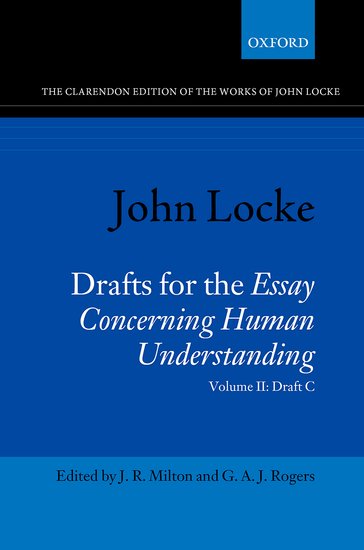 OXFORD
THE CLARENDON EDITION OF THE WORKS OF JOHN LOCKE
John Locke
Drafts for the Essay
Concerning Human
Understanding
Volume II: Draft C
Edited by J. R. Milton and G. A. J. Rogers